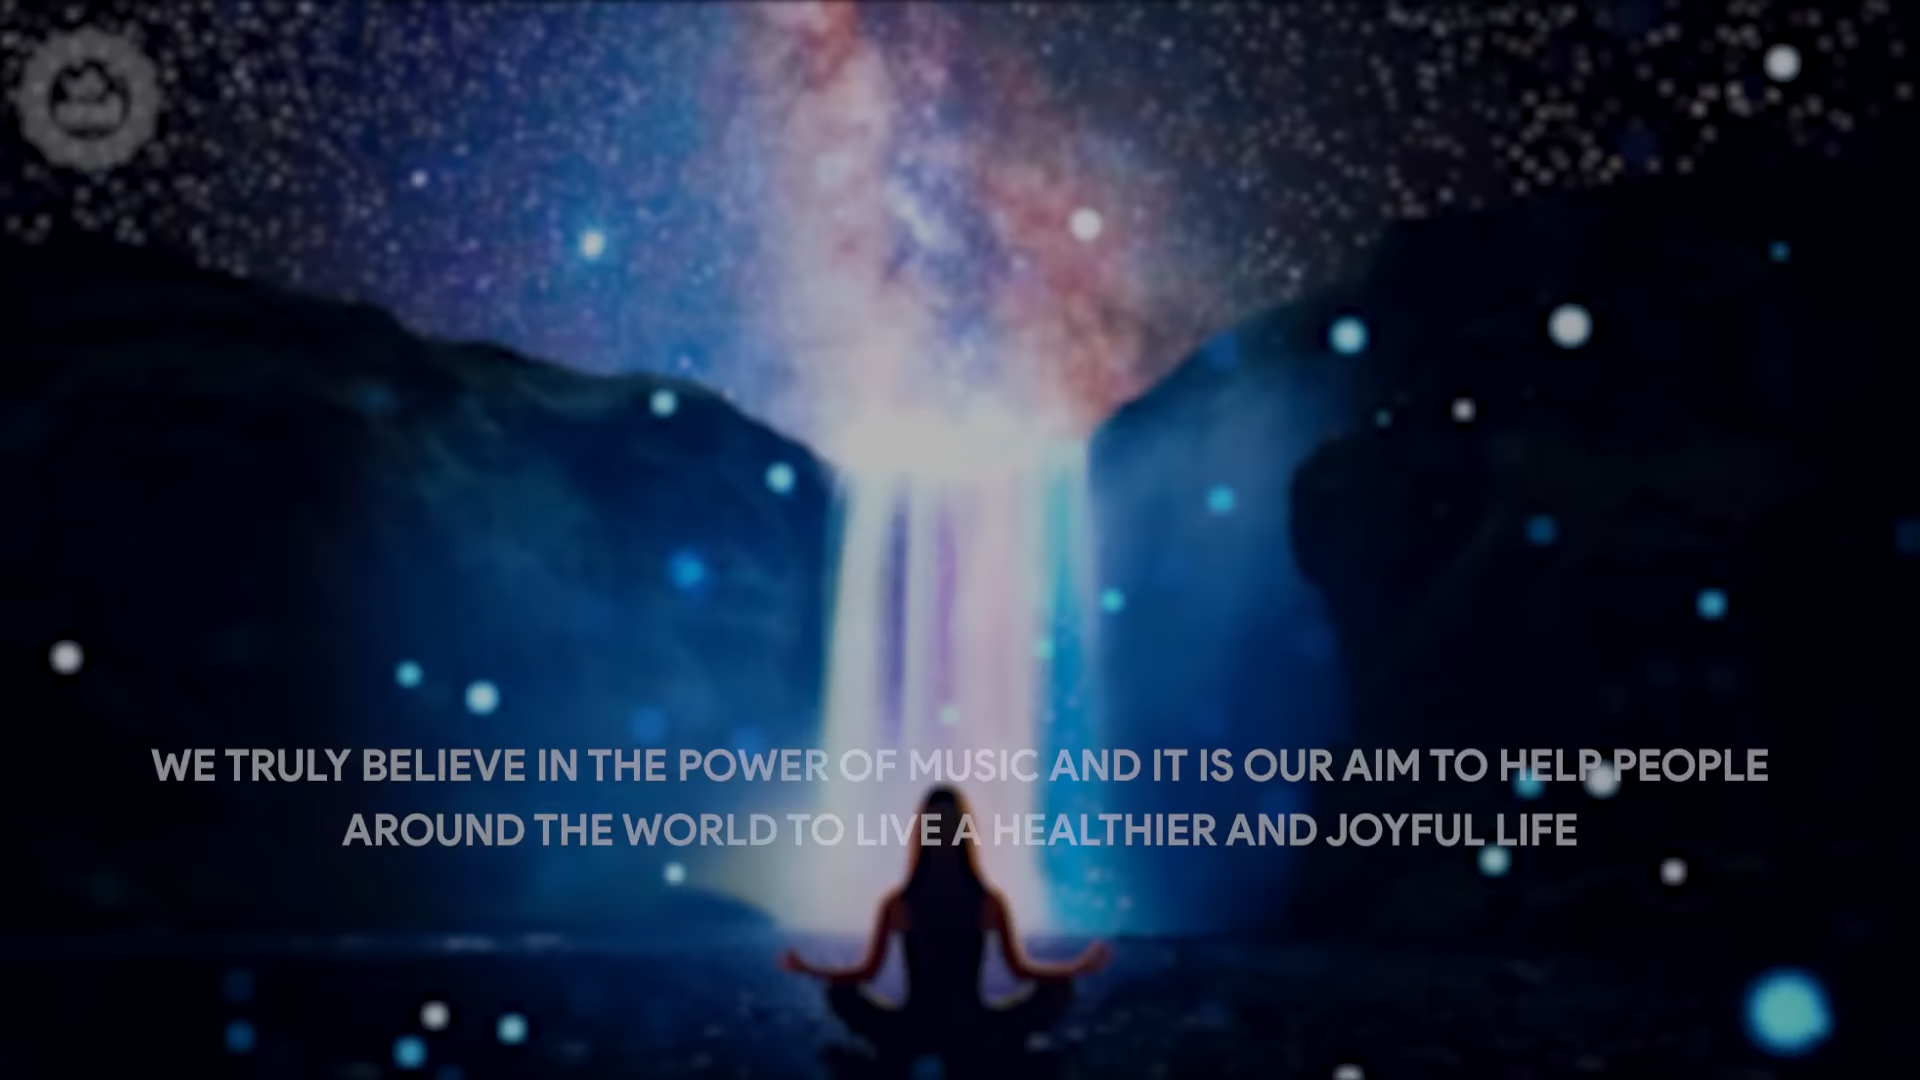 WE TRULY BELIEVE IN THE POWER OF MUSIC AND IT IS OUR AIM TO HELP PEOPLE
AROUND THE WORLD TO LIVE A HEALTHIER AND JOYFUL LIFE